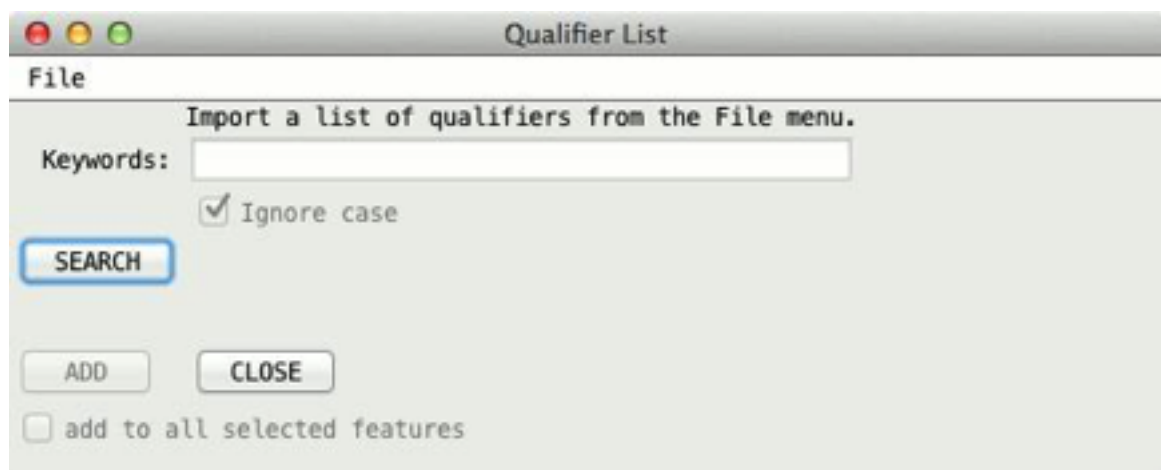 Qualifier List
File
Import a list of qualifiers from the File menu.
Keywords:
Ignore case
SEARCH
ADD CLOSE
add to all selected features